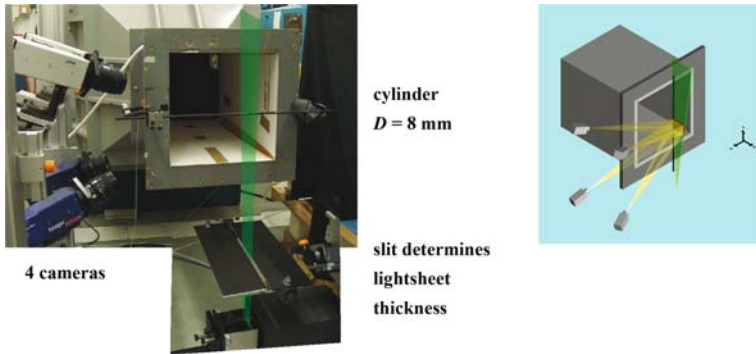 cylinder
D = 8 mm
slit determines
lightsheet
thickness
4 cameras